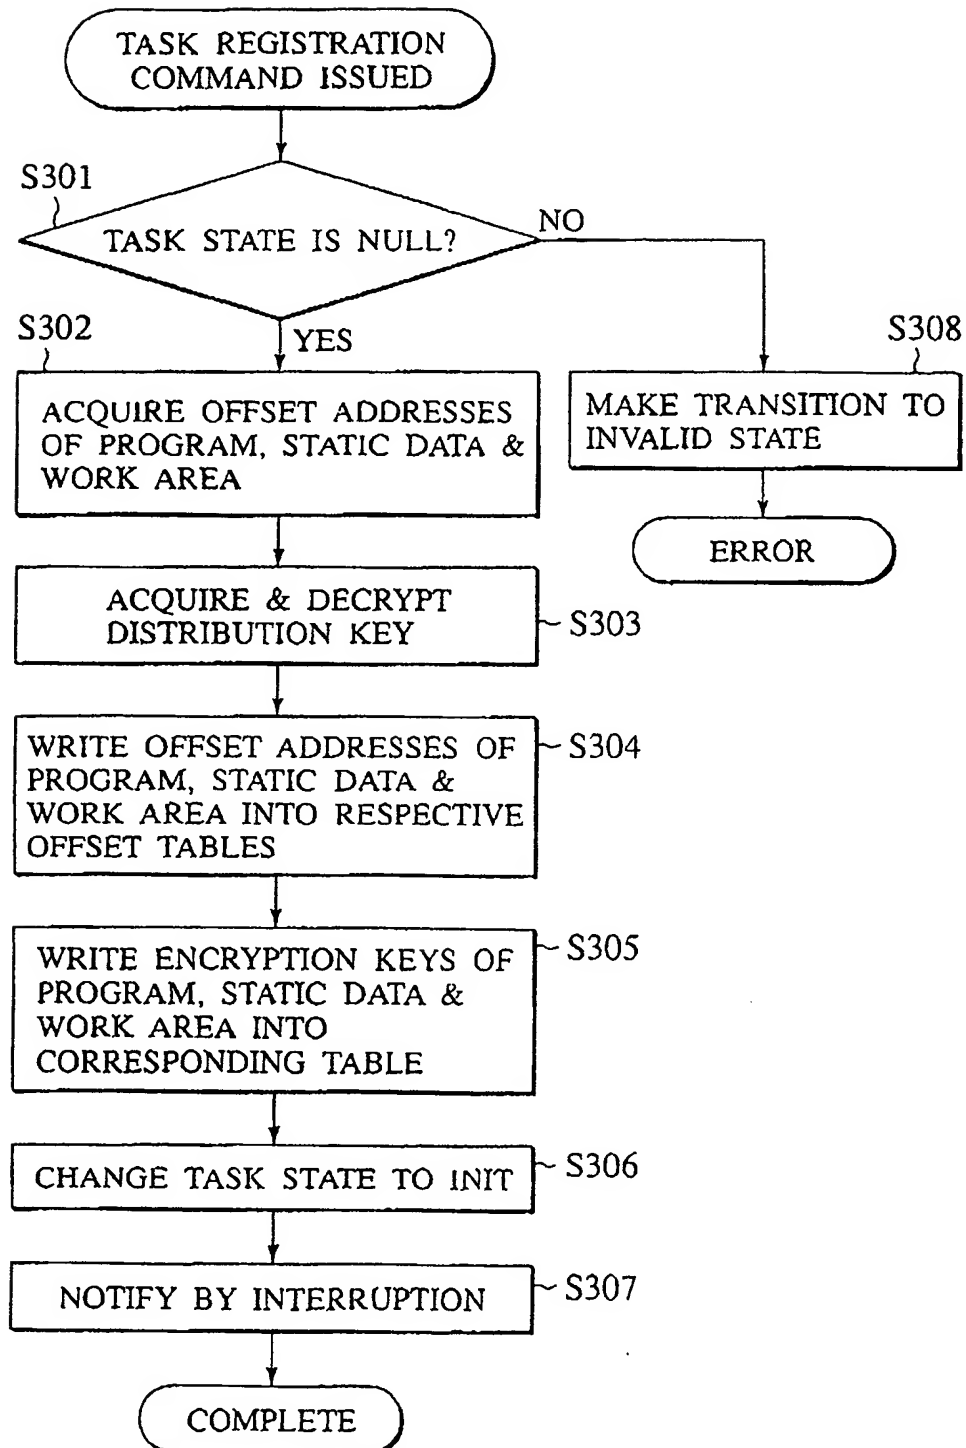 TASK REGISTRATION
COMMAND ISSUED
S301
TASK STATE IS NULL?
NO
YES
S302
ACQUIRE OFFSET ADDRESSES
OF PROGRAM, STATIC DATA &
WORK AREA
S308
MAKE TRANSITION TO
INVALID STATE
ERROR
ACQUIRE & DECRYPT
DISTRIBUTION KEY
S303
WRITE OFFSET ADDRESSES OF
PROGRAM, STATIC DATA &
WORK AREA INTO RESPECTIVE
OFFSET TABLES
S304
WRITE ENCRYPTION KEYS OF
PROGRAM, STATIC DATA &
WORK AREA INTO
CORRESPONDING TABLE
S305
CHANGE TASK STATE TO INIT
S306
NOTIFY BY INTERRUPTION
S307
COMPLETE